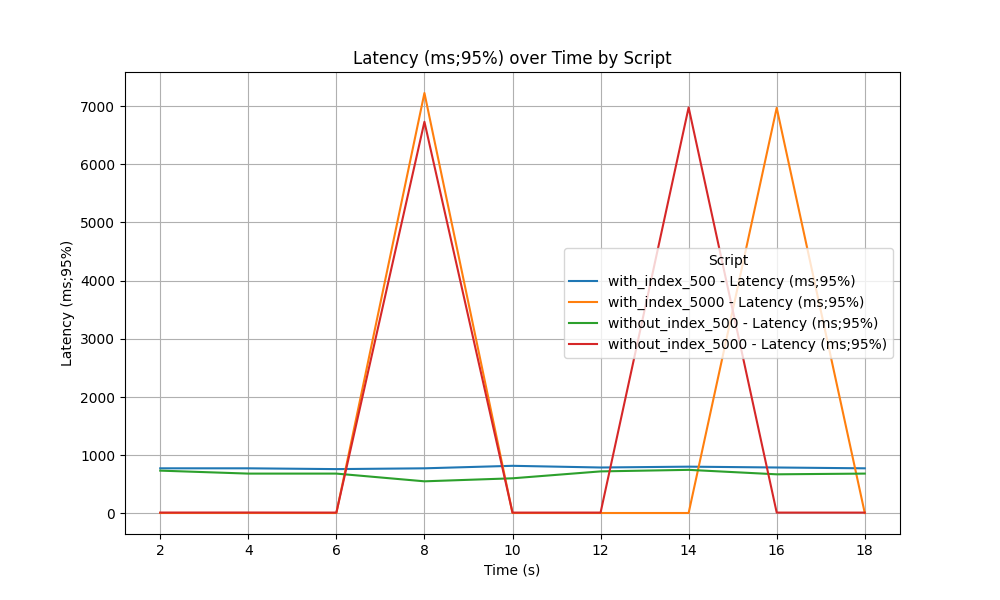 Latency (ms;95%) over Time by Script
Latency (ms;95%)
7000
6000
5000
4000
3000
2000
1000
0
Script
with_index_500 - Latency (ms;95%)
with_index_5000 - Latency (ms;95%)
without_index_500 - Latency (ms;95%)
without_index_5000 - Latency (ms;95%)
2 4 6 8 10 12 14 16 18
Time (s)